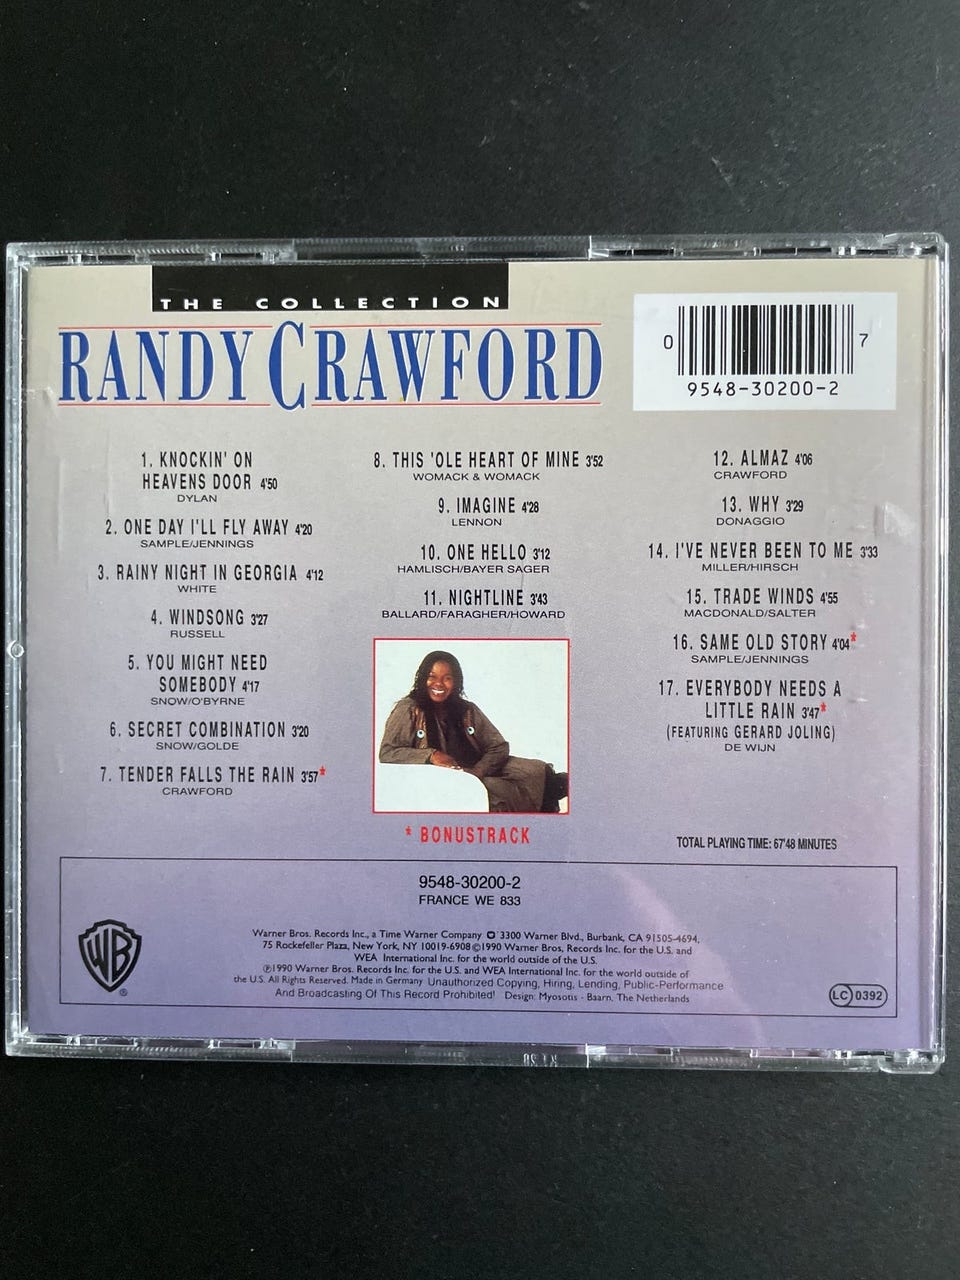 THE COLLECTION
RANDY CRAWFORD
0 7
9548-30200-2
1. KNOCKIN' ON
HEAVENS DOOR 4'50
DYLAN
2. ONE DAY I'LL FLY AWAY 4'20
SAMPLE/JENNINGS
3. RAINY NIGHT IN GEORGIA 4'12
WHITE
4. WINDSONG 3'27
RUSSELL
5. YOU MIGHT NEED
SOMEBODY 4'17
SNOW/O'BYRNE
6. SECRET COMBINATION 3'20
SNOW/GOLDE
7. TENDER FALLS THE RAIN 3'57*
CRAWFORD
8. THIS 'OLE HEART OF MINE 3'52
WOMACK & WOMACK
9. IMAGINE 4'28
LENNON
10. ONE HELLO 3'12
HAMLISCH/BAYER SAGER
11. NIGHTLINE 3'43
BALLARD/FARAGHER/HOWARD
12. ALMAZ 4'06
CRAWFORD
13. WHY 3'29
DONAGGIO
14. I'VE NEVER BEEN TO ME 3'33
MILLER/HIRSCH
15. TRADE WINDS 4'55
MACDONALD/SALTER
16. SAME OLD STORY 4'04*
SAMPLE/JENNINGS
17. EVERYBODY NEEDS A
LITTLE RAIN 3'47*
(FEATURING GERARD JOLING)
DE WIJN
* BONUSTRACK
TOTAL PLAYING TIME: 67'48 MINUTES
9548-30200-2
FRANCE WE 833
WB
®
Warner Bros. Records Inc., a Time Warner Company 3300 Warner Blvd., Burbank, CA 91505-4694,
75 Rockefeller Plaza, New York, NY 10019-6908 ©1990 Warner Bros. Records Inc. for the U.S. and
WEA International Inc. for the world outside of the U.S.
℗1990 Warner Bros. Records Inc. for the U.S. and WEA International Inc. for the world outside of
the U.S. All Rights Reserved. Made in Germany Unauthorized Copying, Hiring, Lending, Public-Performance
And Broadcasting Of This Record Prohibited! Design: Myosotis - Baarn, The Netherlands
LC 0392